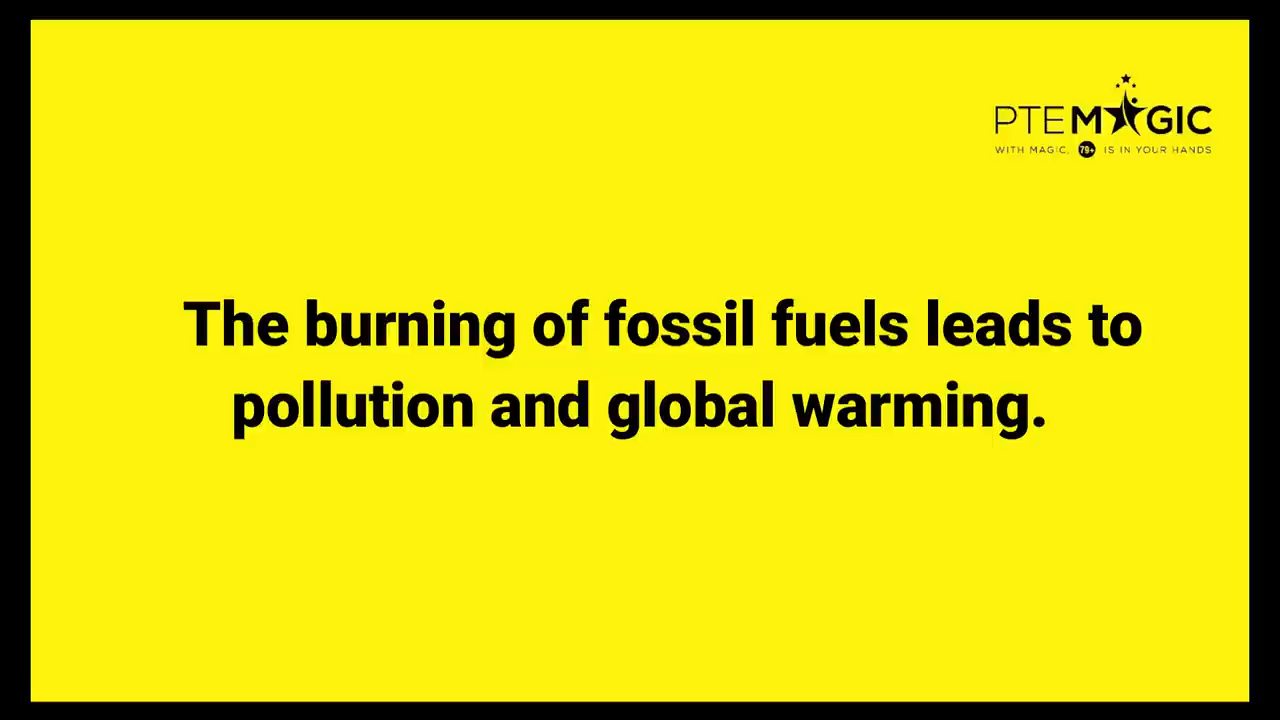 PTEMAGIC
WITH MAGIC, 79+ IS IN YOUR HANDS
The burning of fossil fuels leads to
pollution and global warming.